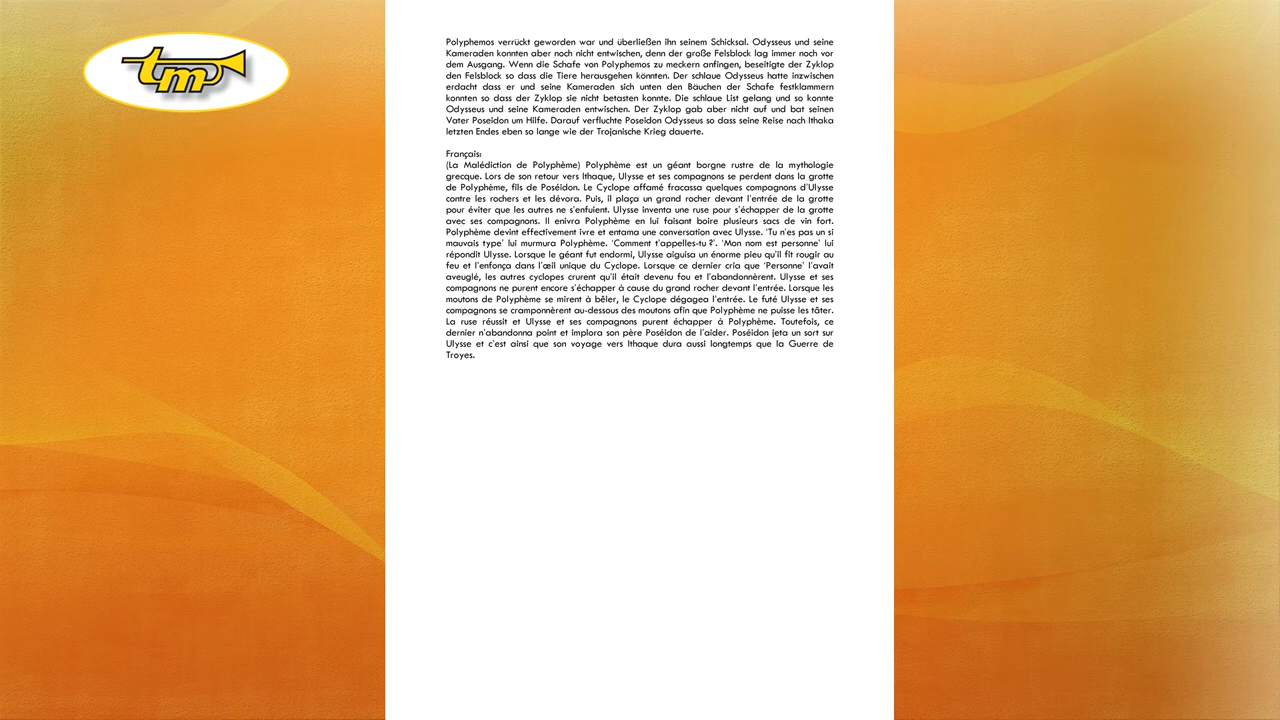 tm
Polyphemos verrückt geworden war und überließen ihn seinem Schicksal. Odysseus und seine
Kameraden konnten aber noch nicht entwischen, denn der große Felsblock lag immer noch vor
dem Ausgang. Wenn die Schafe von Polyphemos zu meckern anfingen, beseitigte der Zyklop
den Felsblock so dass die Tiere herausgehen könnten. Der schlaue Odysseus hatte inzwischen
erdacht dass er und seine Kameraden sich unten den Bäuchen der Schafe festklammern
konnten so dass der Zyklop sie nicht betasten konnte. Die schlaue List gelang und so konnte
Odysseus und seine Kameraden entwischen. Der Zyklop gab aber nicht auf und bat seinen
Vater Poseidon um Hilfe. Darauf verfluchte Poseidon Odysseus so dass seine Reise nach Ithaka
letzten Endes eben so lange wie der Trojanische Krieg dauerte.
Français:
(La Malédiction de Polyphème) Polyphème est un géant borgne rustre de la mythologie
grecque. Lors de son retour vers Ithaque, Ulysse et ses compagnons se perdent dans la grotte
de Polyphème, fils de Poséidon. Le Cyclope affamé fracassa quelques compagnons d'Ulysse
contre les rochers et les dévora. Puis, il plaça un grand rocher devant l'entrée de la grotte
pour éviter que les autres ne s'enfuient. Ulysse inventa une ruse pour s'échapper de la grotte
avec ses compagnons. Il enivra Polyphème en lui faisant boire plusieurs sacs de vin fort.
Polyphème devint effectivement ivre et entama une conversation avec Ulysse. 'Tu n'es pas un si
mauvais type' lui murmura Polyphème. 'Comment t'appelles-tu ?'. 'Mon nom est personne' lui
répondit Ulysse. Lorsque le géant fut endormi, Ulysse aiguisa un énorme pieu qu'il fit rougir au
feu et l'enfonça dans l'œil unique du Cyclope. Lorsque ce dernier cria que 'Personne' l'avait
aveuglé, les autres cyclopes crurent qu'il était devenu fou et l'abandonnèrent. Ulysse et ses
compagnons ne purent encore s'échapper à cause du grand rocher devant l'entrée. Lorsque les
moutons de Polyphème se mirent à bêler, le Cyclope dégagea l'entrée. Le futé Ulysse et ses
compagnons se cramponnèrent au-dessous des moutons afin que Polyphème ne puisse les tâter.
La ruse réussit et Ulysse et ses compagnons purent échapper à Polyphème. Toutefois, ce
dernier n'abandonna point et implora son père Poséidon de l'aider. Poséidon jeta un sort sur
Ulysse et c'est ainsi que son voyage vers Ithaque dura aussi longtemps que la Guerre de
Troyes.